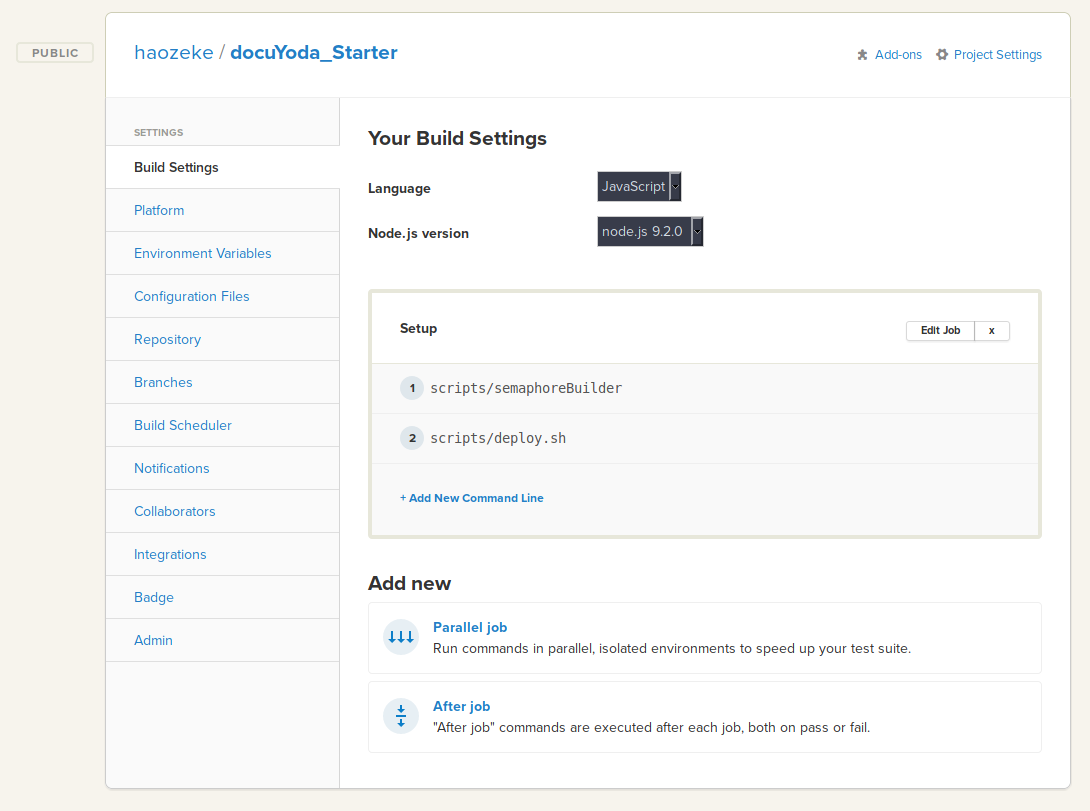 PUBLIC
haozeke / docuYoda_Starter
Add-ons
Project Settings
SETTINGS
Build Settings
Platform
Environment Variables
Configuration Files
Repository
Branches
Build Scheduler
Notifications
Collaborators
Integrations
Badge
Admin
Your Build Settings
Language
JavaScript
Node.js version
node.js 9.2.0
Setup
Edit Job
x
1 scripts/semaphoreBuilder
2 scripts/deploy.sh
+ Add New Command Line
Add new
Parallel job
Run commands in parallel, isolated environments to speed up your test suite.
After job
"After job" commands are executed after each job, both on pass or fail.